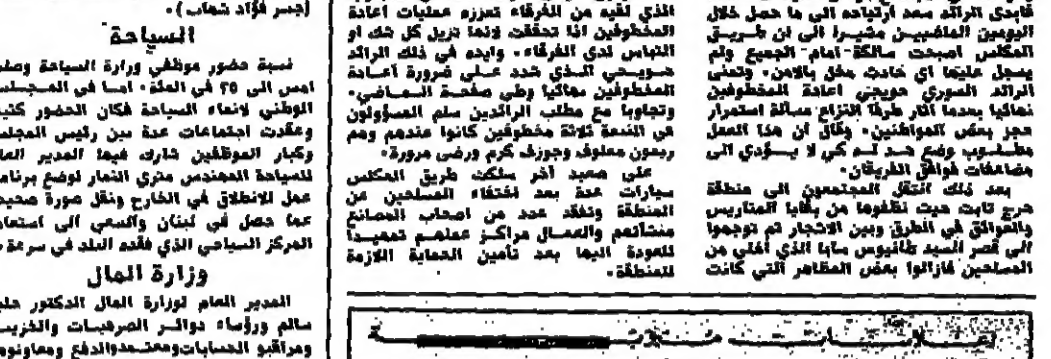 فابدى الرائد سعد ارتياحه الى ما حصل خلال
اليومين الماضيين مشيرا الى ان طريق
المكلس اصبحت سالكة امام الجميع ولم
يسجل عليها اي حادث مخل بالامن. وتمنى
الرائد السوري حويجي اعادة المخطوفين
نهائيا بعدما اثار طرفا النزاع مسألة استمرار
حجز بعض المواطنين. وقال ان هذا العمل
مطلوب وضع حد له كي لا يؤدي الى
مضاعفات فوافق الفريقان.
بعد ذلك انتقل المجتمعون الى منطقة
حرج ثابت حيث نظفوها من بقايا المتاريس
والعوائق في الطرق وبين الاشجار ثم توجهوا
الى قصر السيد طانيوس سابا الذي اخلي من
المسلحين فازالوا بعض المظاهر التي كانت
الذي لقيه من الفرقاء تعززه عمليات اعادة
المخطوفين اذا تحققت لانها تزيل كل شك او
التباس لدى الفرقاء. وايده في ذلك الرائد
حويجي الذي شدد على ضرورة اعادة
المخطوفين نهائيا وطي صفحة الماضي.
وتجاوبا مع مطلب الرائدين سلم المسؤولون
في ثلاثة مخطوفين كانوا عندهم وهم
ريمون معلوف وجوزف كرم ورضى مرورة.
على صعيد آخر سلكت طريق المكلس
سيارات عدة بعد اختفاء المسلحين عن
المنطقة وتفقد عدد من اصحاب المصانع
منشآتهم والعمال مراكز عملهم تمهيداً
للعودة اليها بعد تأمين الحماية اللازمة
للمنطقة.
(جسر فؤاد شهاب).
السياحة
نسبة حضور موظفي وزارة السياحة وصلت
امس الى ٢٥ في المئة. اما في المجلس
الوطني لانماء السياحة فكان الحضور
وعقدت اجتماعات عدة بين رئيس المجلس
وكبار الموظفين شارك فيها المدير العام
للسياحة المهندس متري النمار لوضع برنامج
عمل للانطلاق في الخارج ونقل صورة صحيحة
عما حصل في لبنان والسعي الى استعادة
المركز السياحي الذي فقده البلد في سرعة.
وزارة المال
المدير العام لوزارة المال الدكتور
سالم ورؤساء دوائر الصرفيات والخزينة
ومراقبو الحسابات ومعتمدو الدفع ومعاونوهم